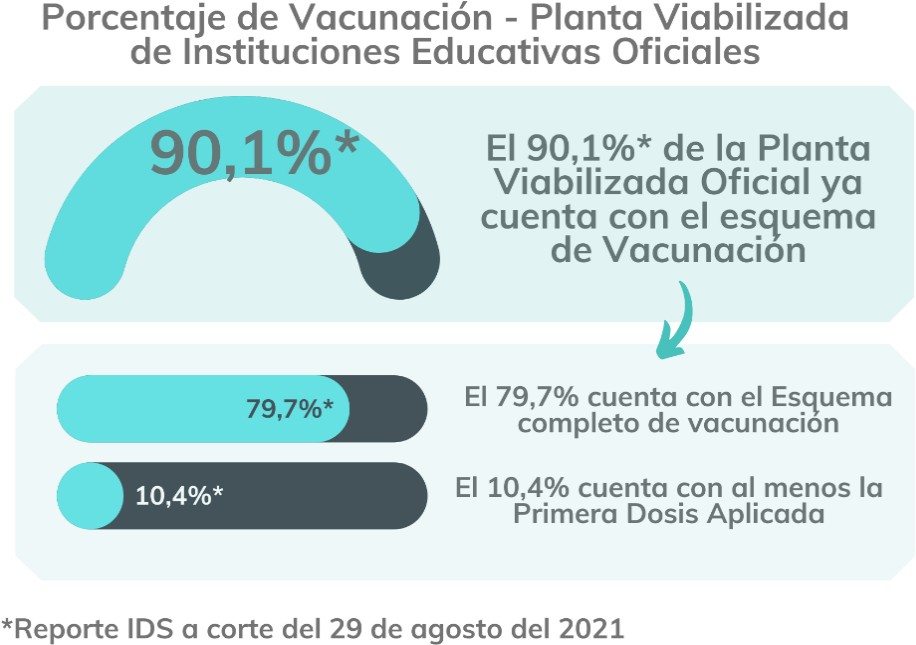 Porcentaje de Vacunación - Planta Viabilizada
de Instituciones Educativas Oficiales
90,1%*
El 90,1%* de la Planta
Viabilizada Oficial ya
cuenta con el esquema
de Vacunación
79,7%*
El 79,7% cuenta con el Esquema
completo de vacunación
10,4%*
El 10,4% cuenta con al menos la
Primera Dosis Aplicada
*Reporte IDS a corte del 29 de agosto del 2021